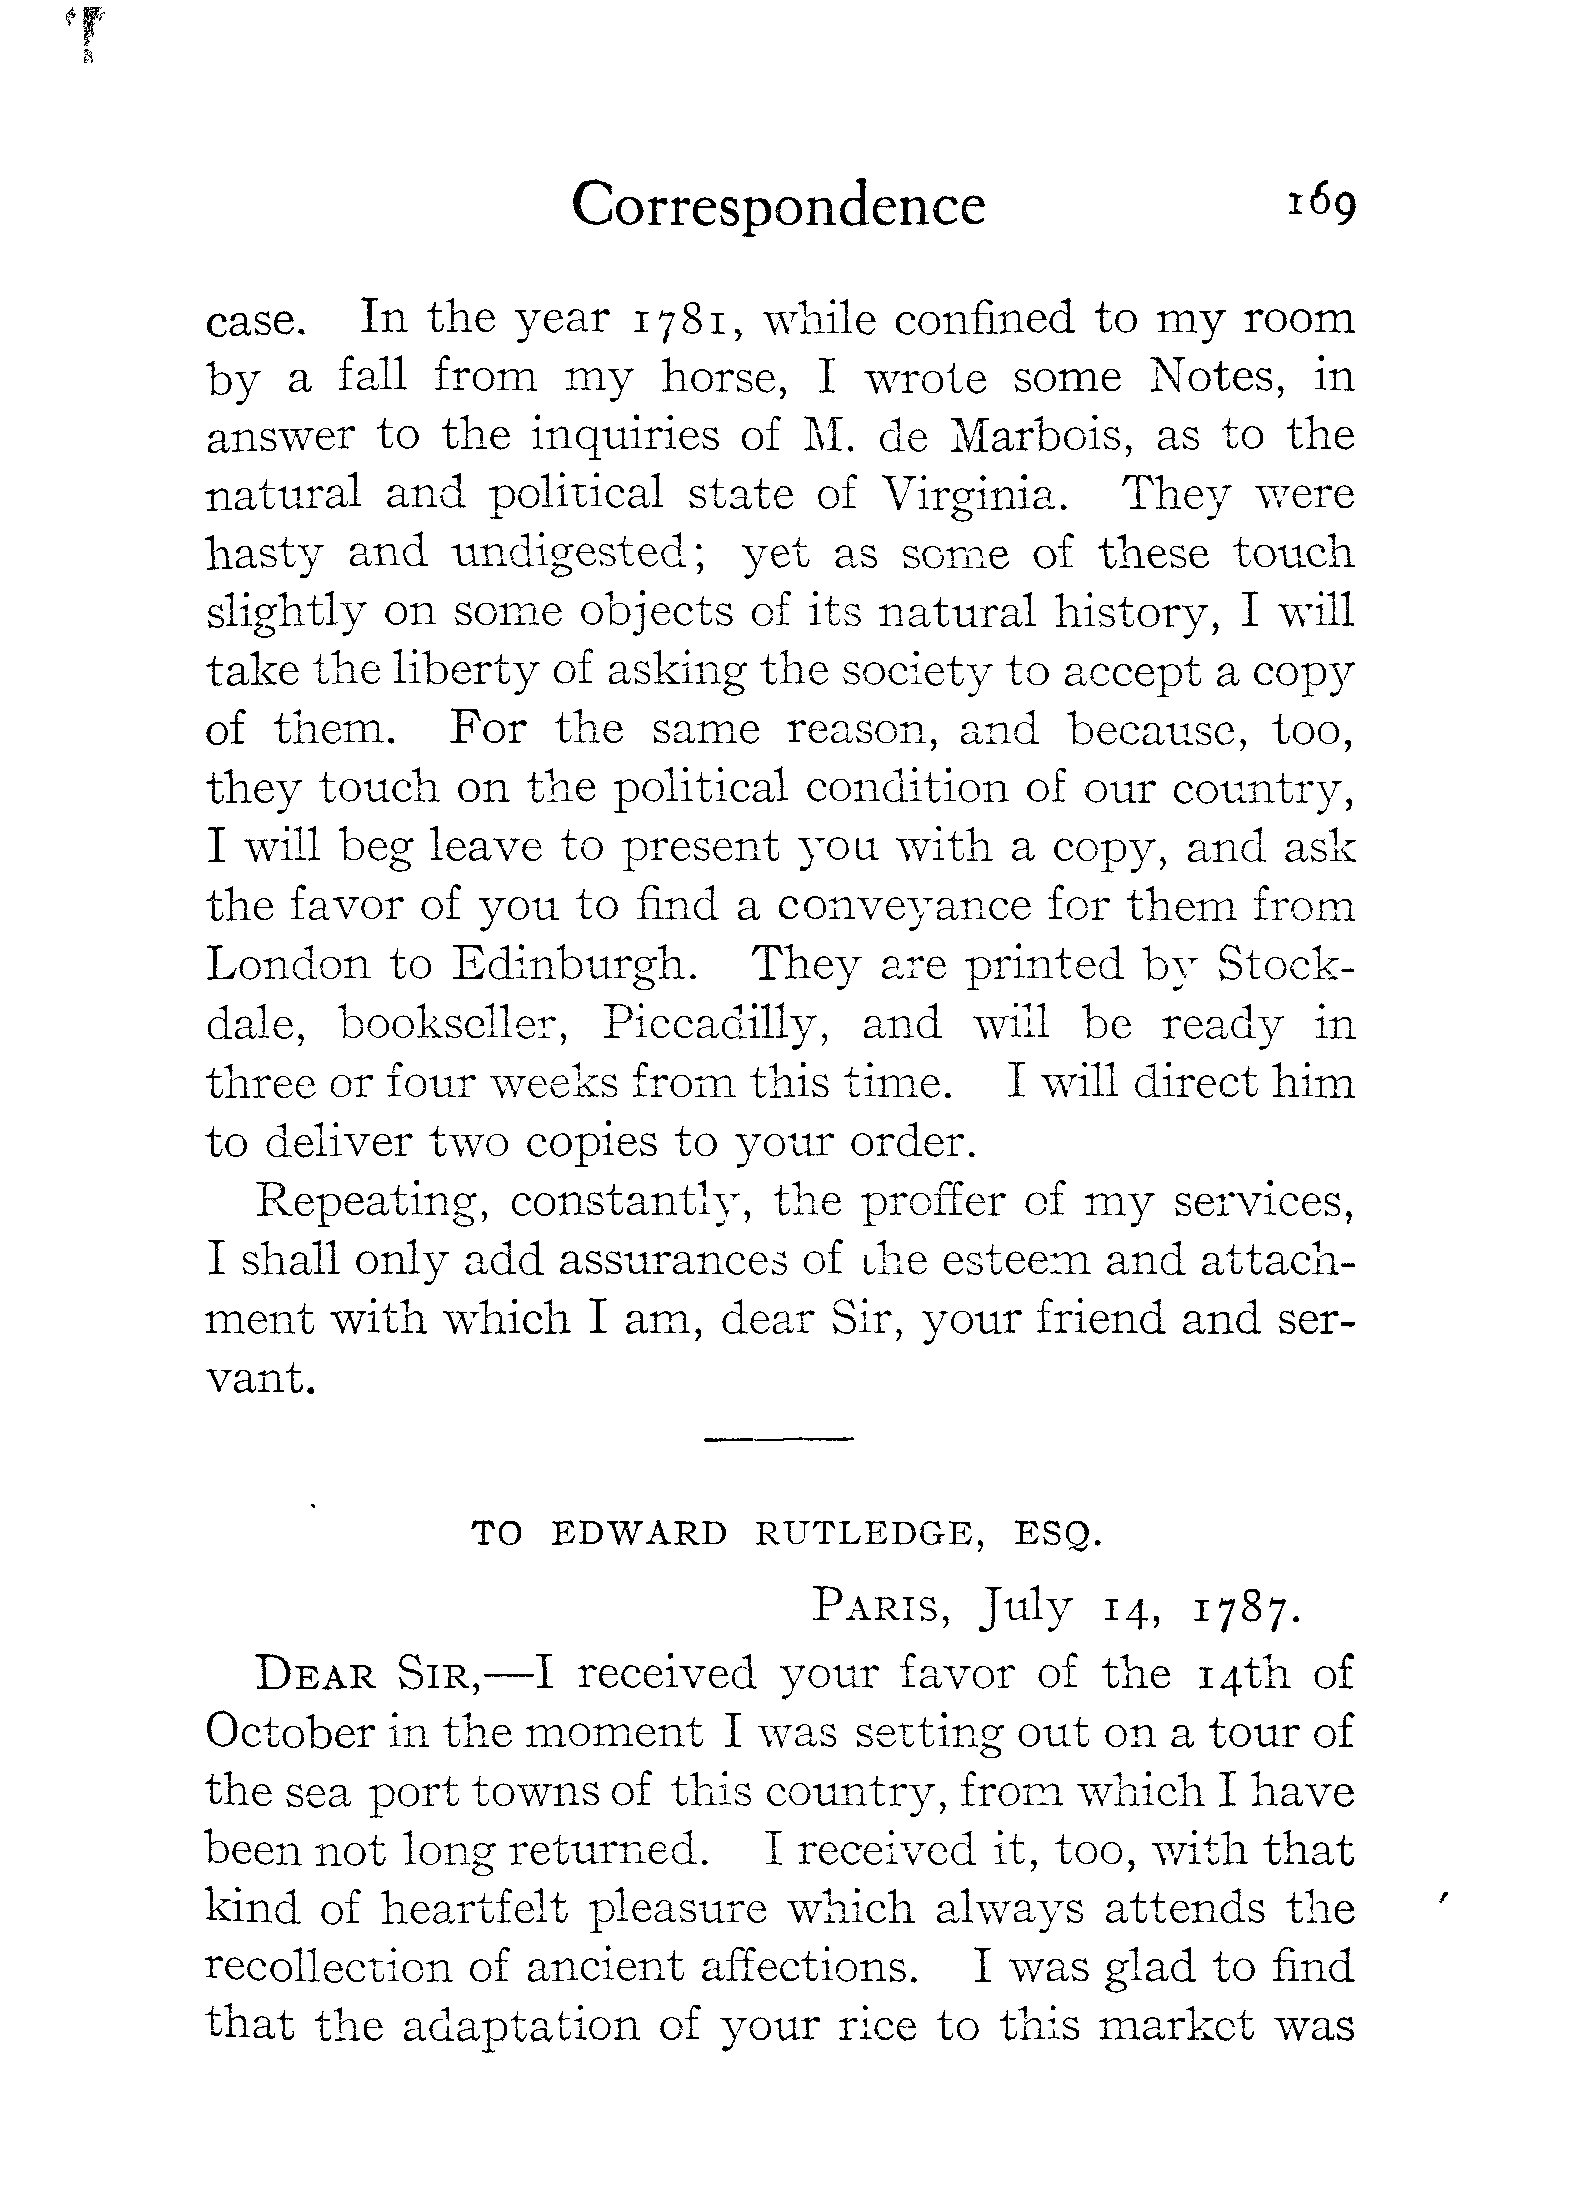 Correspondence 169
case. In the year 1781, while confined to my room
by a fall from my horse, I wrote some Notes, in
answer to the inquiries of M. de Marbois, as to the
natural and political state of Virginia. They were
hasty and undigested; yet as some of these touch
slightly on some objects of its natural history, I will
take the liberty of asking the society to accept a copy
of them. For the same reason, and because, too,
they touch on the political condition of our country,
I will beg leave to present you with a copy, and ask
the favor of you to find a conveyance for them from
London to Edinburgh. They are printed by Stock-
dale, bookseller, Piccadilly, and will be ready in
three or four weeks from this time. I will direct him
to deliver two copies to your order.
Repeating, constantly, the proffer of my services,
I shall only add assurances of the esteem and attach-
ment with which I am, dear Sir, your friend and ser-
vant.
TO EDWARD RUTLEDGE, ESQ.
PARIS, July 14, 1787.
DEAR SIR,—I received your favor of the 14th of
October in the moment I was setting out on a tour of
the sea port towns of this country, from which I have
been not long returned. I received it, too, with that
kind of heartfelt pleasure which always attends the
recollection of ancient affections. I was glad to find
that the adaptation of your rice to this market was